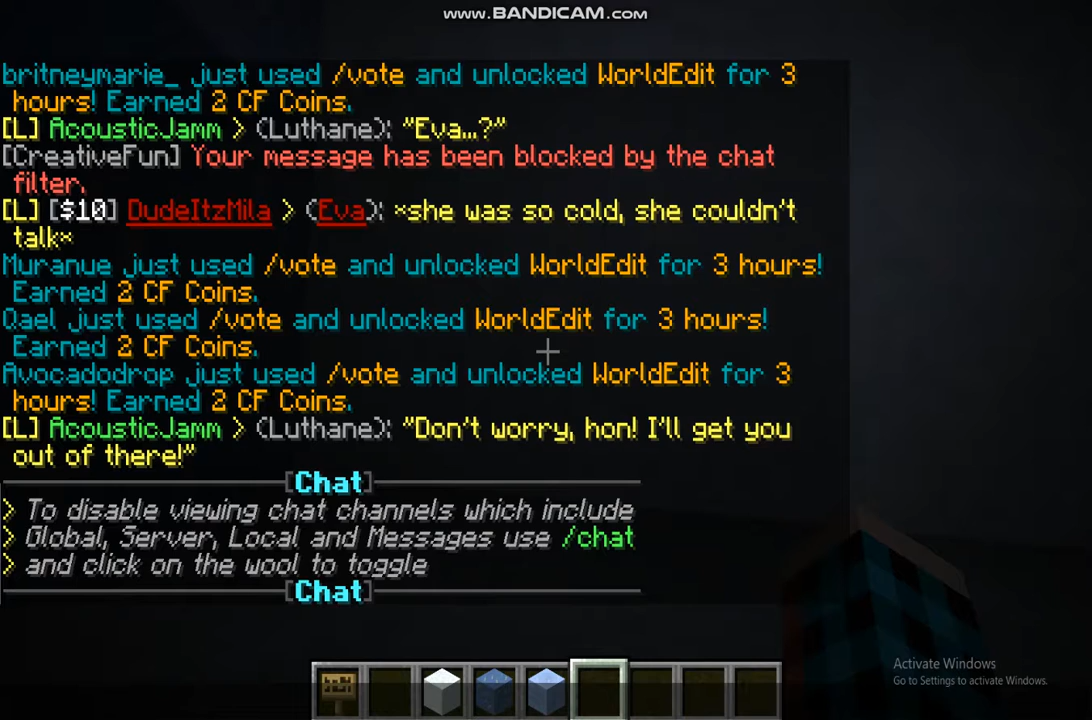 www.BANDICAM.com
britneymarie_ just used /vote and unlocked WorldEdit for 3
hours! Earned 2 CF Coins.
[L] AcousticJamm > (Luthane): "Eva...?"
[CreativeFun] Your message has been blocked by the chat
filter.
[L] [$10] DudeItzMila > (Eva): *she was so cold, she couldn't
talk*
Muranue just used /vote and unlocked WorldEdit for 3 hours!
Earned 2 CF Coins.
Qael just used /vote and unlocked WorldEdit for 3 hours!
Earned 2 CF Coins.
Avocadodrop just used /vote and unlocked WorldEdit for 3
hours! Earned 2 CF Coins.
[L] AcousticJamm > (Luthane): "Don't worry, hon! I'll get you
out of there!"
[Chat]
> To disable viewing chat channels which include
> Global, Server, Local and Messages use /chat
> and click on the wool to toggle
[Chat]
Activate Windows
Go to Settings to activate Windows.